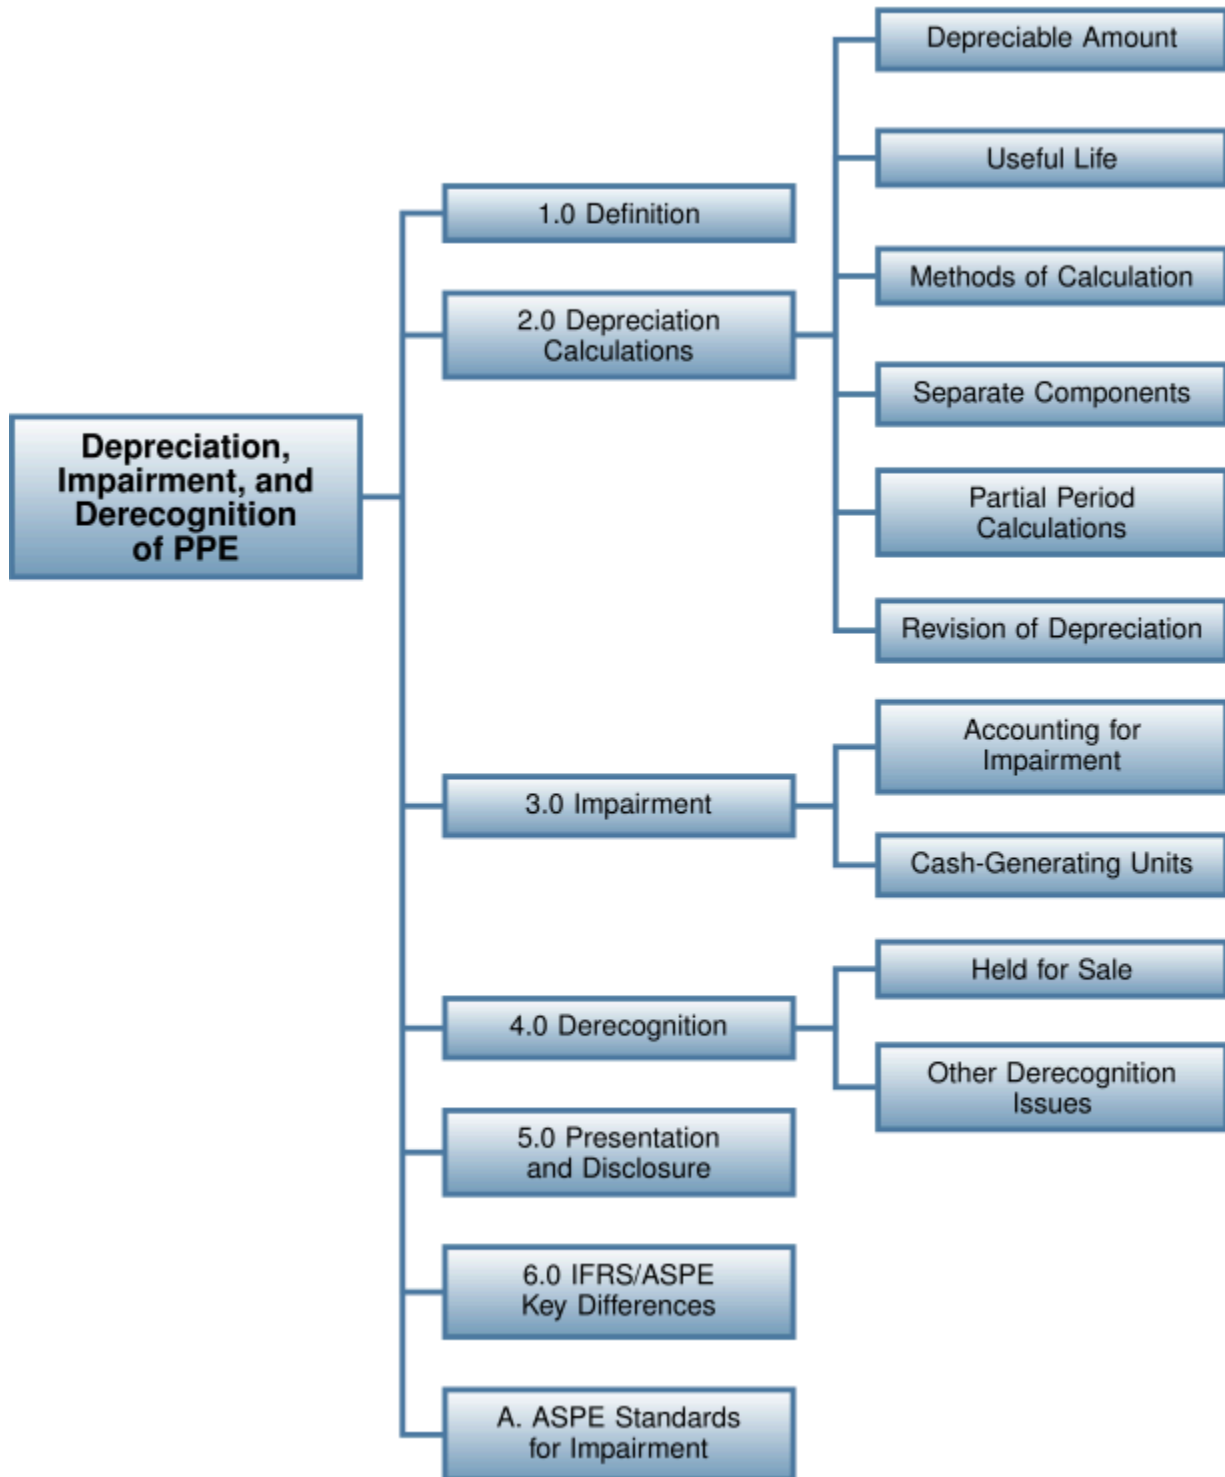 Depreciation,
Impairment, and
Derecognition
of PPE
1.0 Definition
2.0 Depreciation
Calculations
Depreciable Amount
Useful Life
Methods of Calculation
Separate Components
Partial Period
Calculations
Revision of Depreciation
3.0 Impairment
Accounting for
Impairment
Cash-Generating Units
4.0 Derecognition
Held for Sale
Other Derecognition
Issues
5.0 Presentation
and Disclosure
6.0 IFRS/ASPE
Key Differences
A. ASPE Standards
for Impairment